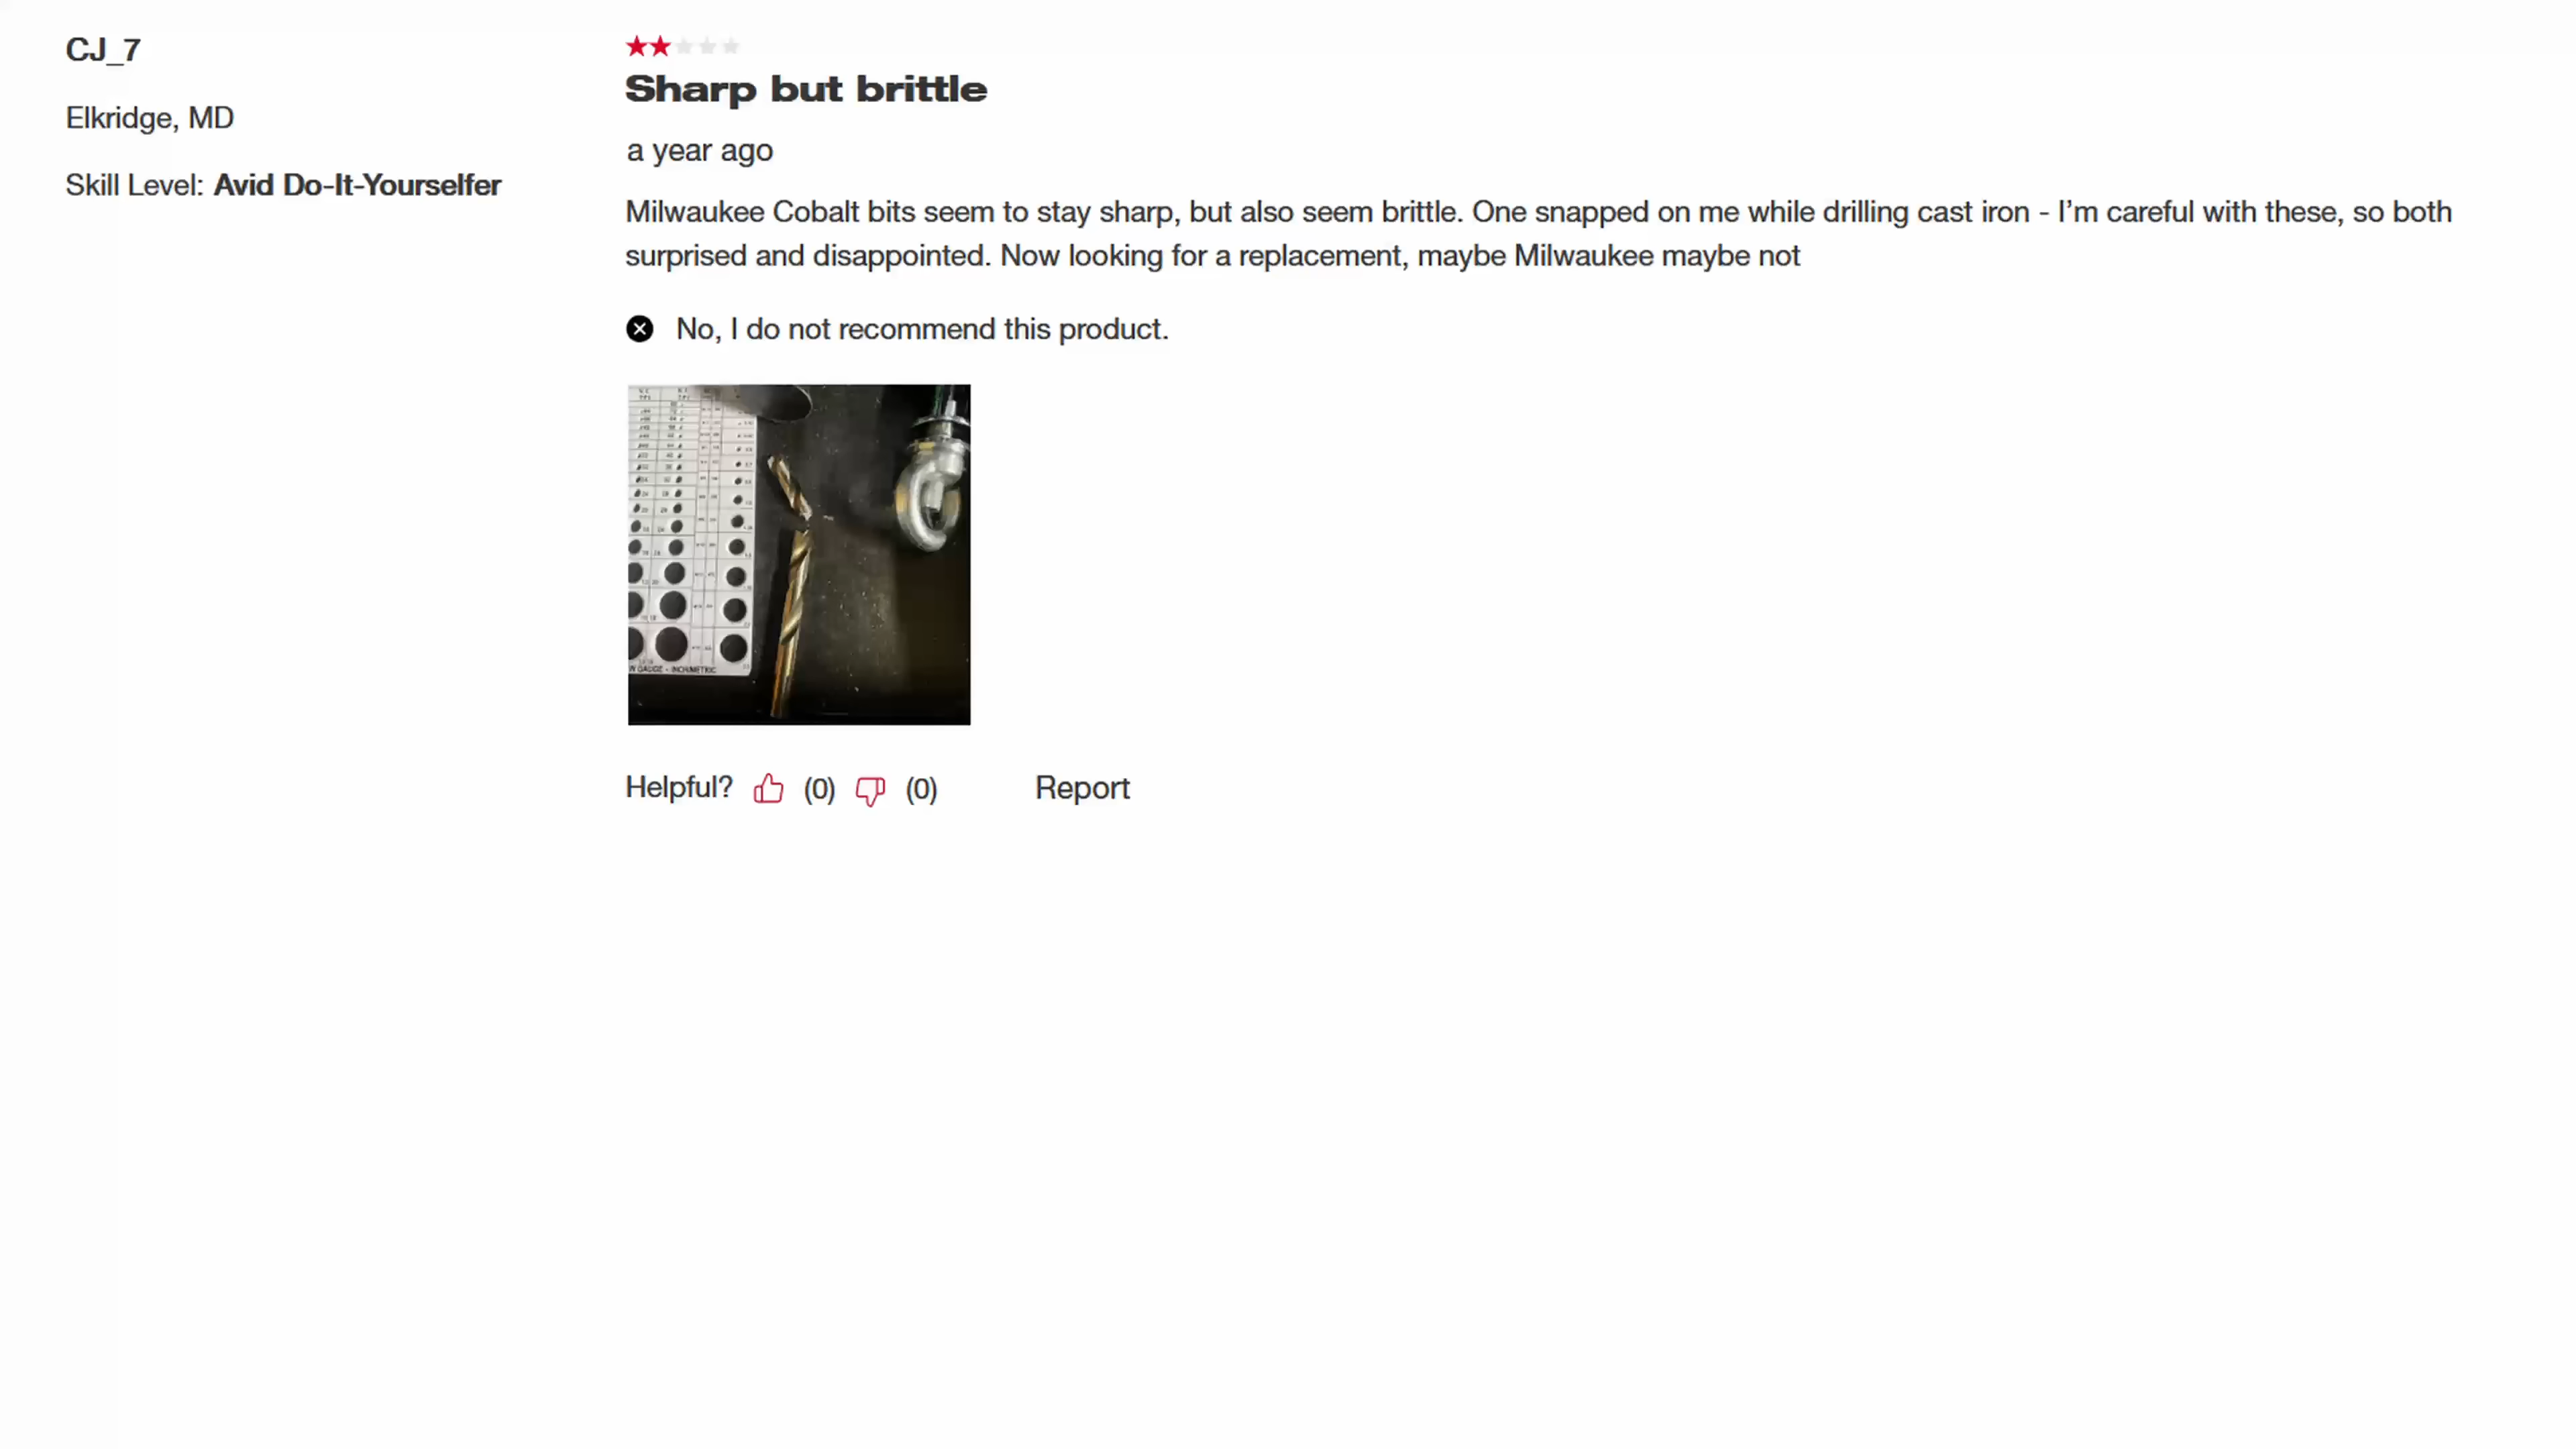 CJ_7
Elkridge, MD
Skill Level: Avid Do-It-Yourselfer
Sharp but brittle
a year ago
Milwaukee Cobalt bits seem to stay sharp, but also seem brittle. One snapped on me while drilling cast iron - I’m careful with these, so both
surprised and disappointed. Now looking for a replacement, maybe Milwaukee maybe not
No, I do not recommend this product.
GAUGE - INCH/METRIC
Helpful? (0) (0) Report